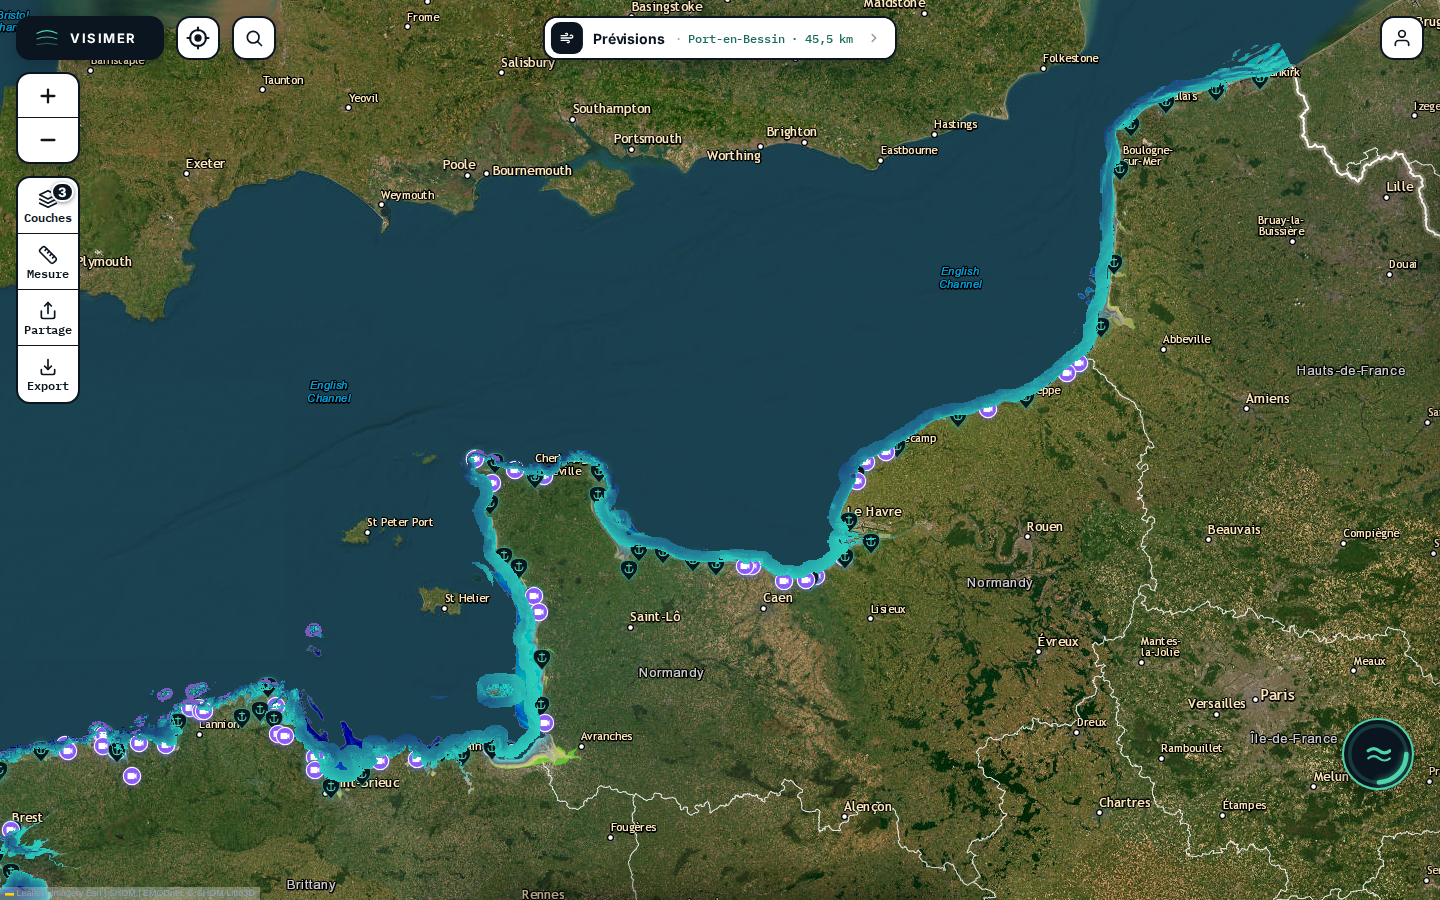 VISIMER
Prévisions · Port-en-Bessin · 45,5 km
+
−
3
Couches
Mesure
Partage
Export
Basingstoke
Maidstone
Frome
Barnstaple
Taunton
Salisbury
Folkestone
Yeovil
Southampton
Hastings
Portsmouth
Brighton
Worthing
Eastbourne
Exeter
Poole
Bournemouth
Weymouth
Plymouth
Boulogne-
sur-Mer
Lille
Bruay-la-
Buissière
Douai
English
Channel
English
Channel
Abbeville
Hauts-de-France
Amiens
St Peter Port
Le Havre
Rouen
Beauvais
Compiègne
St Helier
Normandy
Caen
Lisieux
Saint-Lô
Évreux
Mantes-
la-Jolie
Meaux
Normandy
Paris
Versailles
Lannion
Dreux
Avranches
Île-de-France
Rambouillet
Melun
Alençon
Chartres
Étampes
Brest
Fougères
Brittany
Rennes